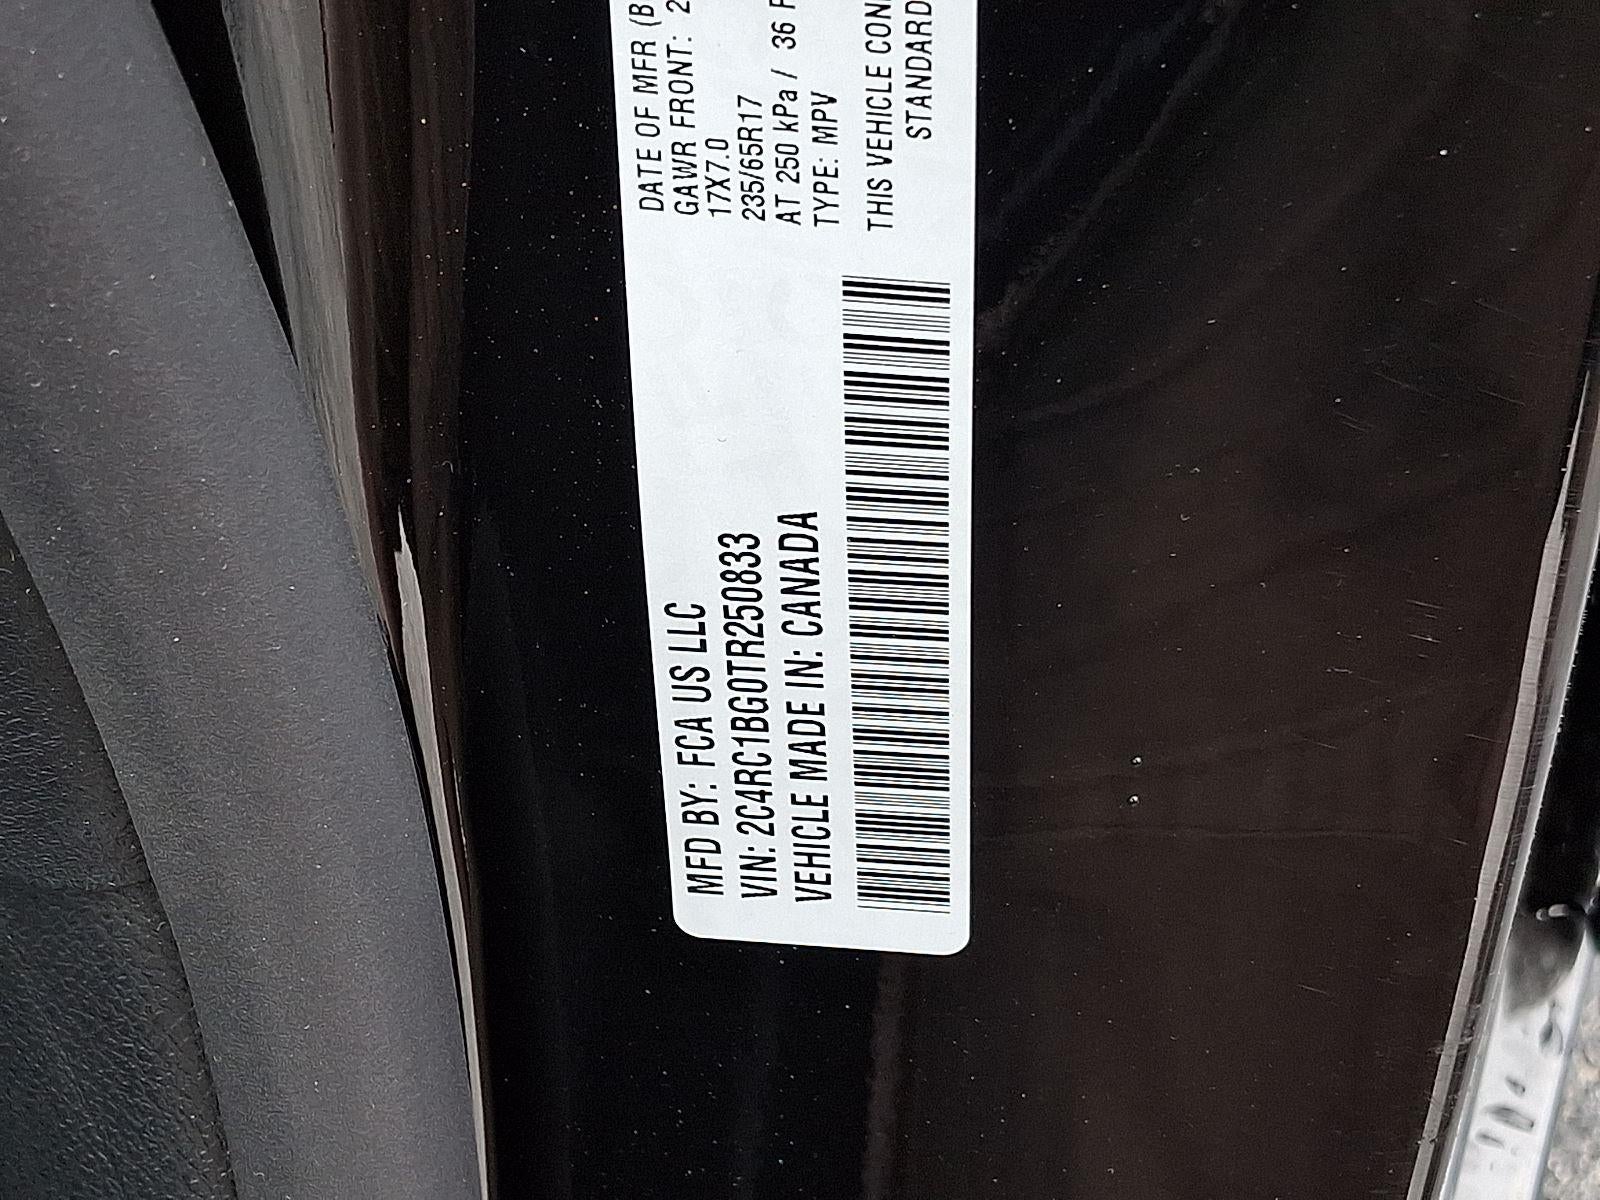 MFD BY: FCA US LLC
VIN: 2C4RC1BG0TR250833
VEHICLE MADE IN: CANADA
DATE OF MFR (B
GAWR FRONT: 2
17X7.0
235/65R17
AT 250 kPa / 36 P
TYPE: MPV
THIS VEHICLE CON
STANDARD